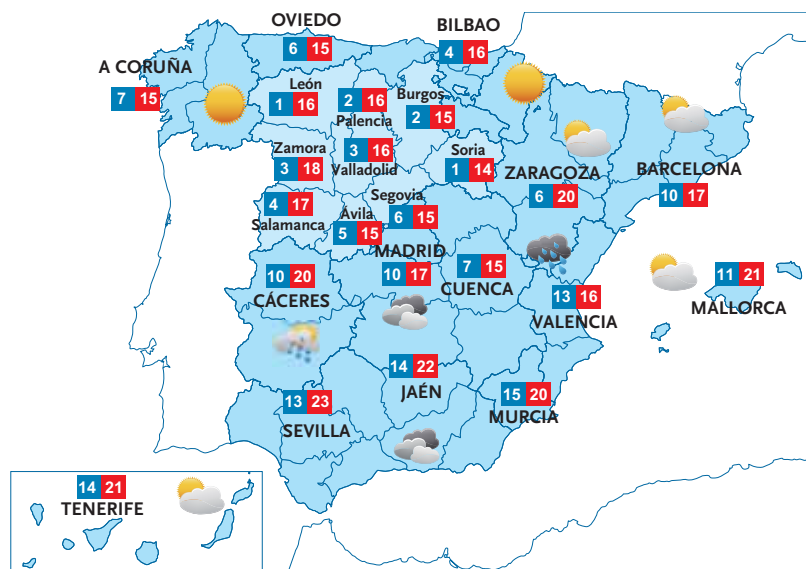 OVIEDO
6 15
BILBAO
4 16
A CORUÑA
7 15
León
1 16
2 16
Palencia
Burgos
2 15
Zamora
3 18
3 16
Valladolid
Soria
1 14
ZARAGOZA
6 20
BARCELONA
10 17
4 17
Salamanca
Ávila
5 15
Segovia
6 15
MADRID
10 17
7 15
CUENCA
10 20
CÁCERES
13 16
VALENCIA
11 21
MALLORCA
14 22
JAÉN
13 23
SEVILLA
15 20
MURCIA
14 21
TENERIFE